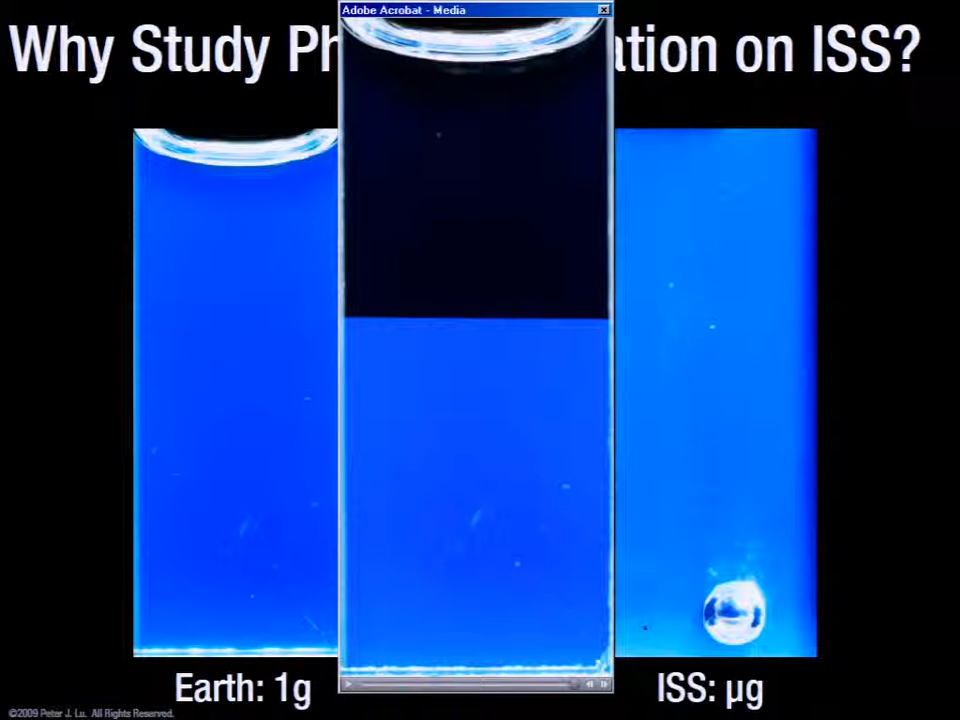 Adobe Acrobat - Media
Why Study Ph ation on ISS?
Earth: 1g
ISS: µg
©2009 Peter J. Lu. All Rights Reserved.